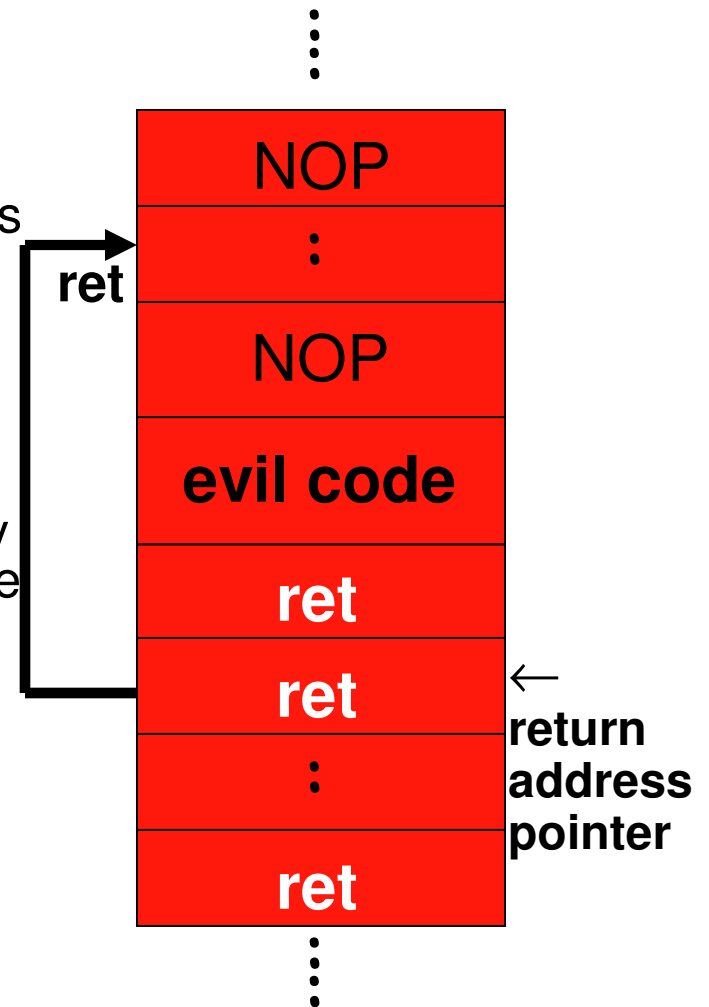 NOP
s
:
ret
NOP
evil code
y
e
ret
ret
←
return
address
pointer
:
ret